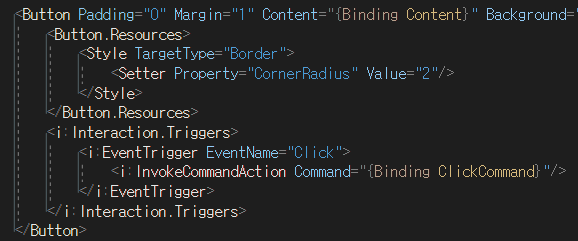 <Button Padding="0" Margin="1" Content="{Binding Content}" Background="
<Button.Resources>
<Style TargetType="Border">
<Setter Property="CornerRadius" Value="2"/>
</Style>
</Button.Resources>
<i:Interaction.Triggers>
<i:EventTrigger EventName="Click">
<i:InvokeCommandAction Command="{Binding ClickCommand}"/>
</i:EventTrigger>
</i:Interaction.Triggers>
</Button>